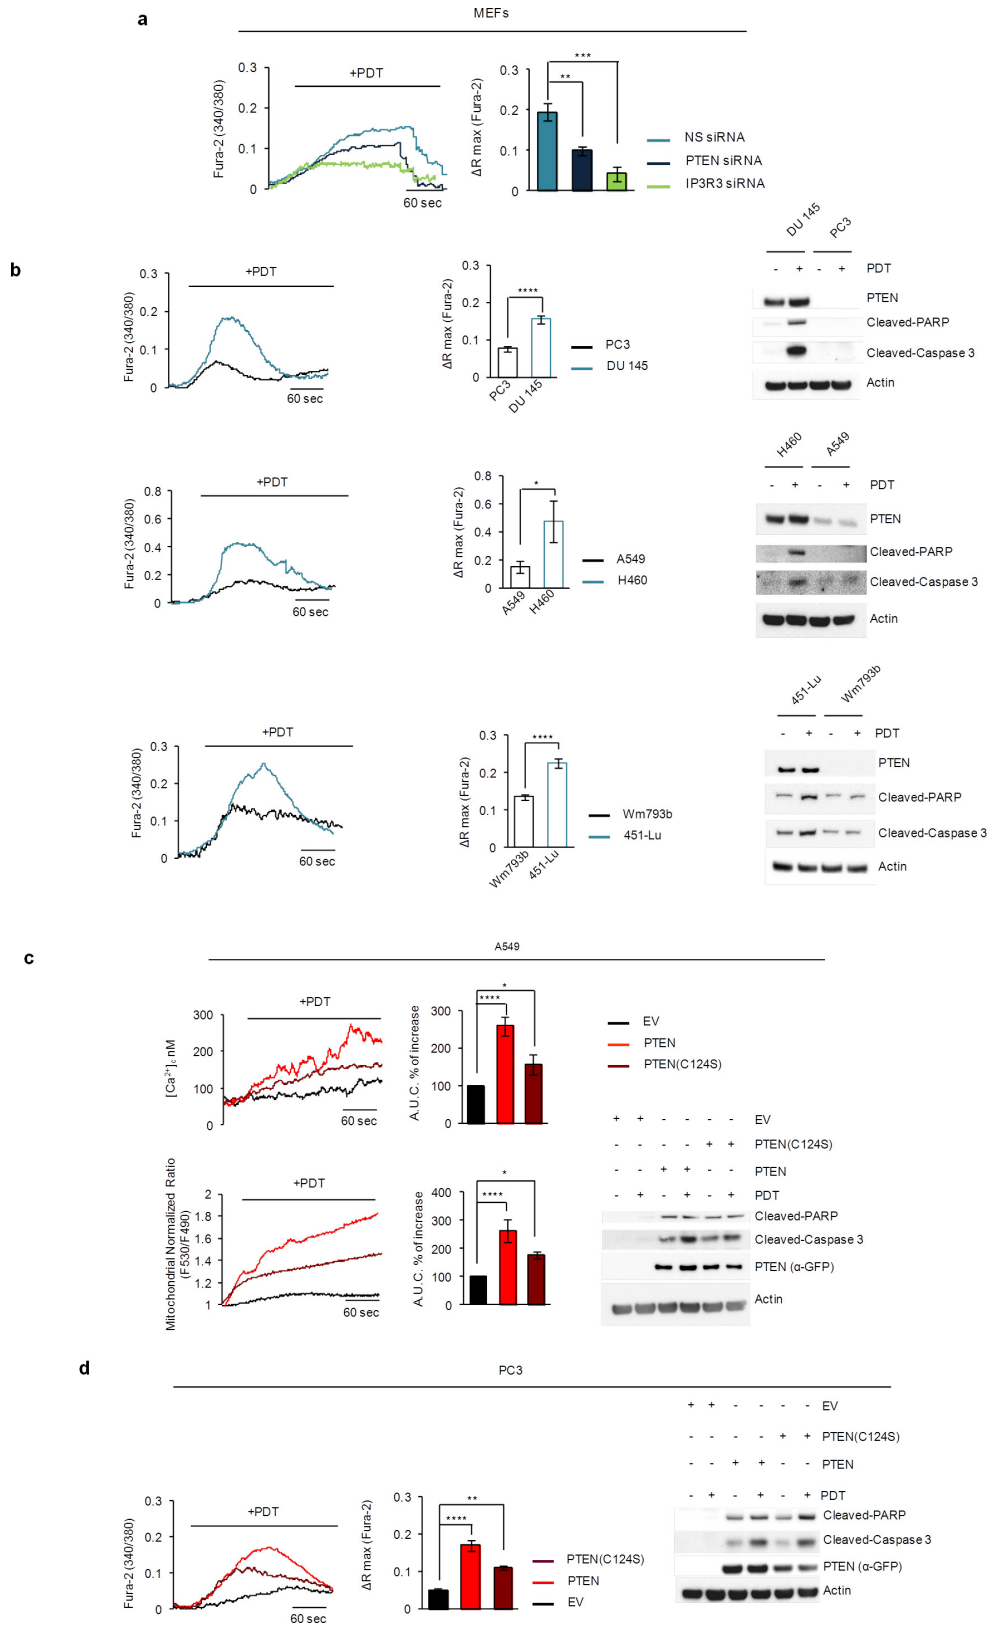 a
MEFs
+PDT
Fura-2 (340/380)
0.3
0.2
0.1
0
60 sec
ΔR max (Fura-2)
0.3
0.2
0.1
0
***
**
NS siRNA
PTEN siRNA
IP3R3 siRNA
b
+PDT
Fura-2 (340/380)
0.3
0.2
0.1
0
60 sec
ΔR max (Fura-2)
0.3
0.2
0.1
0
****
PC3
DU 145
PC3
DU 145
DU 145
PC3
- + - + PDT
PTEN
Cleaved-PARP
Cleaved-Caspase 3
Actin
+PDT
Fura-2 (340/380)
0.8
0.6
0.4
0.2
0
60 sec
ΔR max (Fura-2)
0.8
0.6
0.4
0.2
0
*
A549
H460
A549
H460
H460
A549
- + - + PDT
PTEN
Cleaved-PARP
Cleaved-Caspase 3
Actin
+PDT
Fura-2 (340/380)
0.3
0.2
0.1
0
60 sec
ΔR max (Fura-2)
0.3
0.2
0.1
0
****
Wm793b
451-Lu
Wm793b
451-Lu
451-Lu
Wm793b
- + - + PDT
PTEN
Cleaved-PARP
Cleaved-Caspase 3
Actin
c
A549
+PDT
[Ca²⁺]c nM
300
200
100
0
60 sec
A.U.C. % of increase
300
200
100
0
****
*
EV
PTEN
PTEN(C124S)
+PDT
Mitochondrial Normalized Ratio
(F530/F490)
2
1.8
1.6
1.4
1.2
1
60 sec
A.U.C. % of increase
400
300
200
100
0
****
*
+ + - - - - EV
- - - - + + PTEN(C124S)
- - + + - - PTEN
- + - + - + PDT
Cleaved-PARP
Cleaved-Caspase 3
PTEN (α-GFP)
Actin
d
PC3
+PDT
Fura-2 (340/380)
0.3
0.2
0.1
0
60 sec
ΔR max (Fura-2)
0.3
0.2
0.1
0
****
**
PTEN(C124S)
PTEN
EV
+ + - - - - EV
- - - - + + PTEN(C124S)
- - + + - - PTEN
- + - + - + PDT
Cleaved-PARP
Cleaved-Caspase 3
PTEN (α-GFP)
Actin